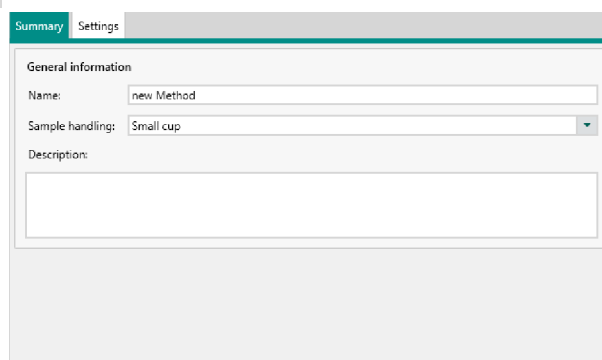 Summary Settings
General information
Name: new Method
Sample handling: Small cup
Description: